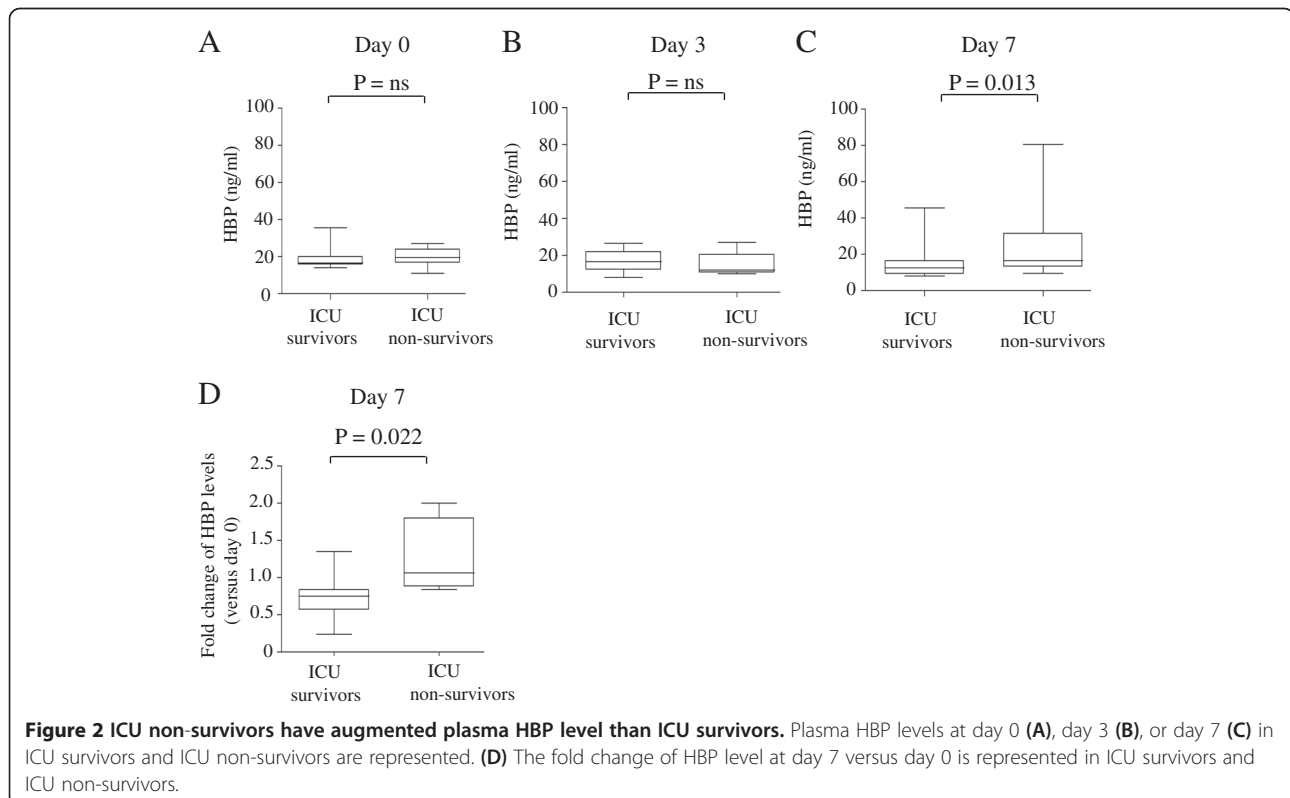 A
Day 0
P = ns
HBP (ng/ml)
100
80
60
40
20
0
ICU
survivors
ICU
non-survivors
B
Day 3
P = ns
HBP (ng/ml)
100
80
60
40
20
0
ICU
survivors
ICU
non-survivors
C
Day 7
P = 0.013
HBP (ng/ml)
100
80
60
40
20
0
ICU
survivors
ICU
non-survivors
D
Day 7
P = 0.022
Fold change of HBP levels
(versus day 0)
2.5
2.0
1.5
1.0
0.5
0
ICU
survivors
ICU
non-survivors
Figure 2 ICU non-survivors have augmented plasma HBP level than ICU survivors. Plasma HBP levels at day 0 (A), day 3 (B), or day 7 (C) in
ICU survivors and ICU non-survivors are represented. (D) The fold change of HBP level at day 7 versus day 0 is represented in ICU survivors and
ICU non-survivors.